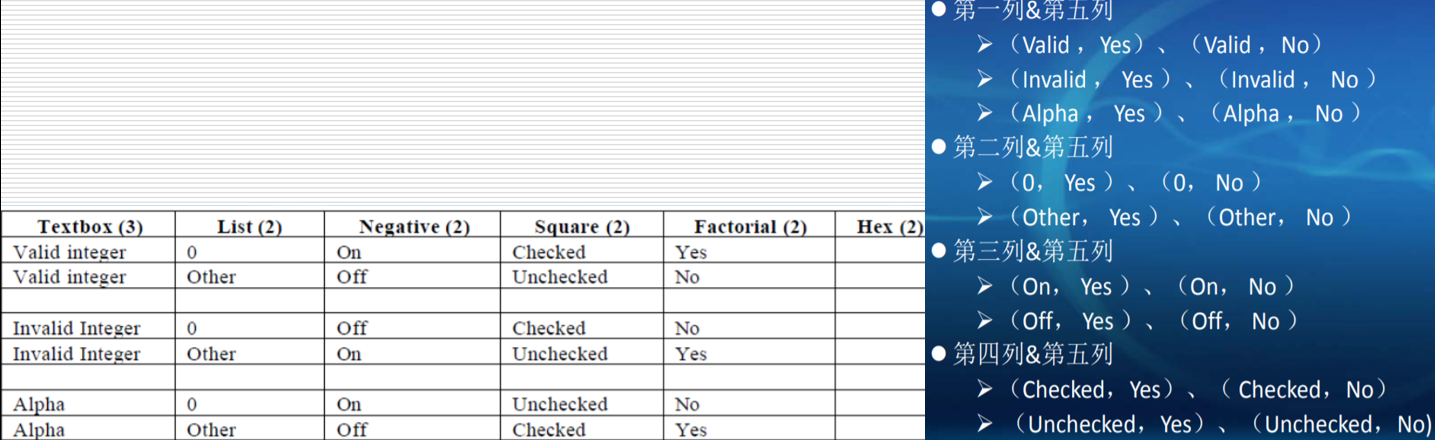 Textbox (3) List (2) Negative (2) Square (2) Factorial (2) Hex (2)
Valid integer 0 On Checked Yes
Valid integer Other Off Unchecked No
Invalid Integer 0 Off Checked No
Invalid Integer Other On Unchecked Yes
Alpha 0 On Unchecked No
Alpha Other Off Checked Yes
第一列&第五列
（Valid ，Yes）、（Valid ，No）
（Invalid ， Yes ）、（Invalid ， No ）
（Alpha ， Yes ）、（Alpha ， No ）
第二列&第五列
（0， Yes ）、（0， No ）
（Other， Yes ）、（Other， No ）
第三列&第五列
（On， Yes ）、（On， No ）
（Off， Yes ）、（Off， No ）
第四列&第五列
（Checked，Yes）、（ Checked，No）
（Unchecked，Yes）、（Unchecked，No)